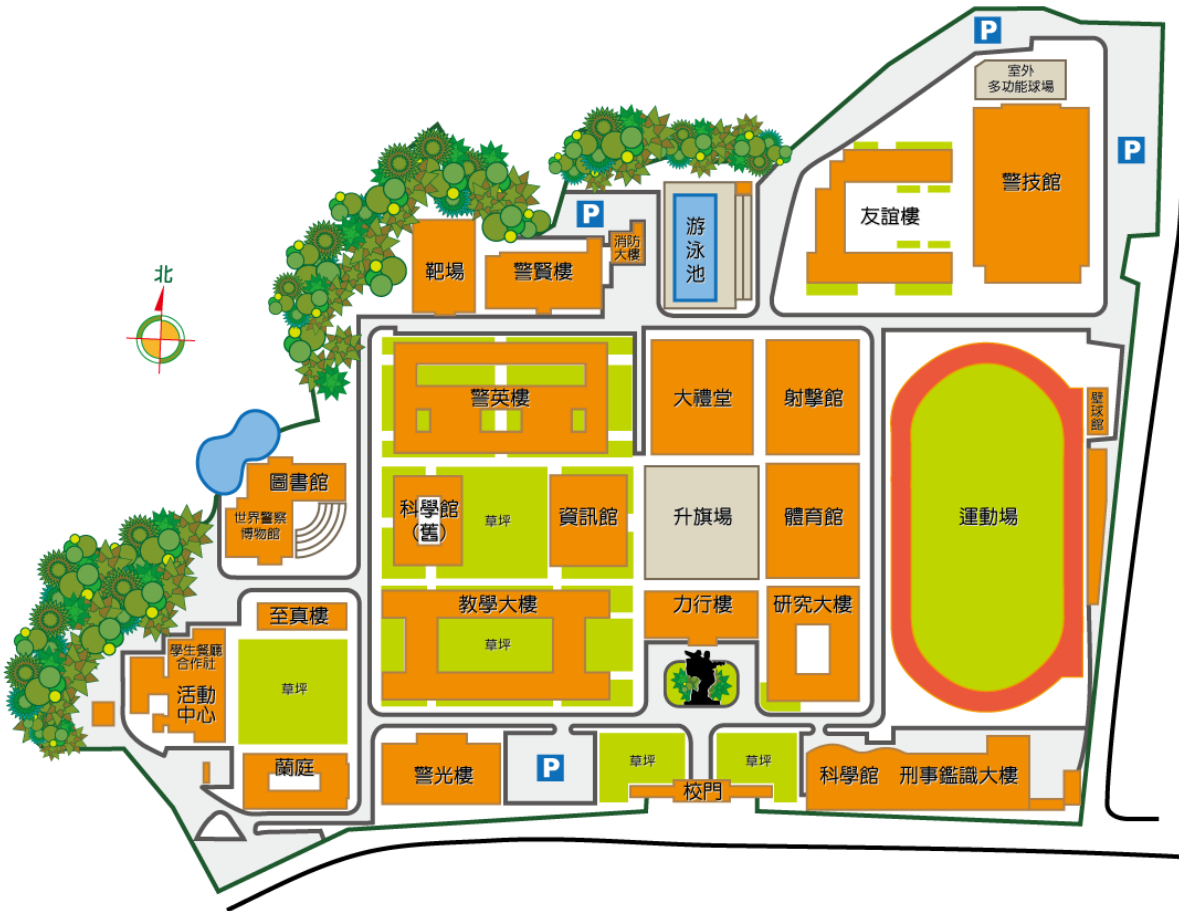 P
室外
多功能球場
P
警技館
友誼樓
P
游
泳
池
消防
大樓
靶場
警賢樓
北
警英樓
大禮堂
射擊館
壁球館
圖書館
世界警察
博物館
科學館
(舊)
草坪
資訊館
升旗場
體育館
運動場
教學大樓
草坪
力行樓
研究大樓
至真樓
學生餐廳
合作社
活動
中心
草坪
蘭庭
警光樓
P
草坪
校門
草坪
科學館
刑事鑑識大樓